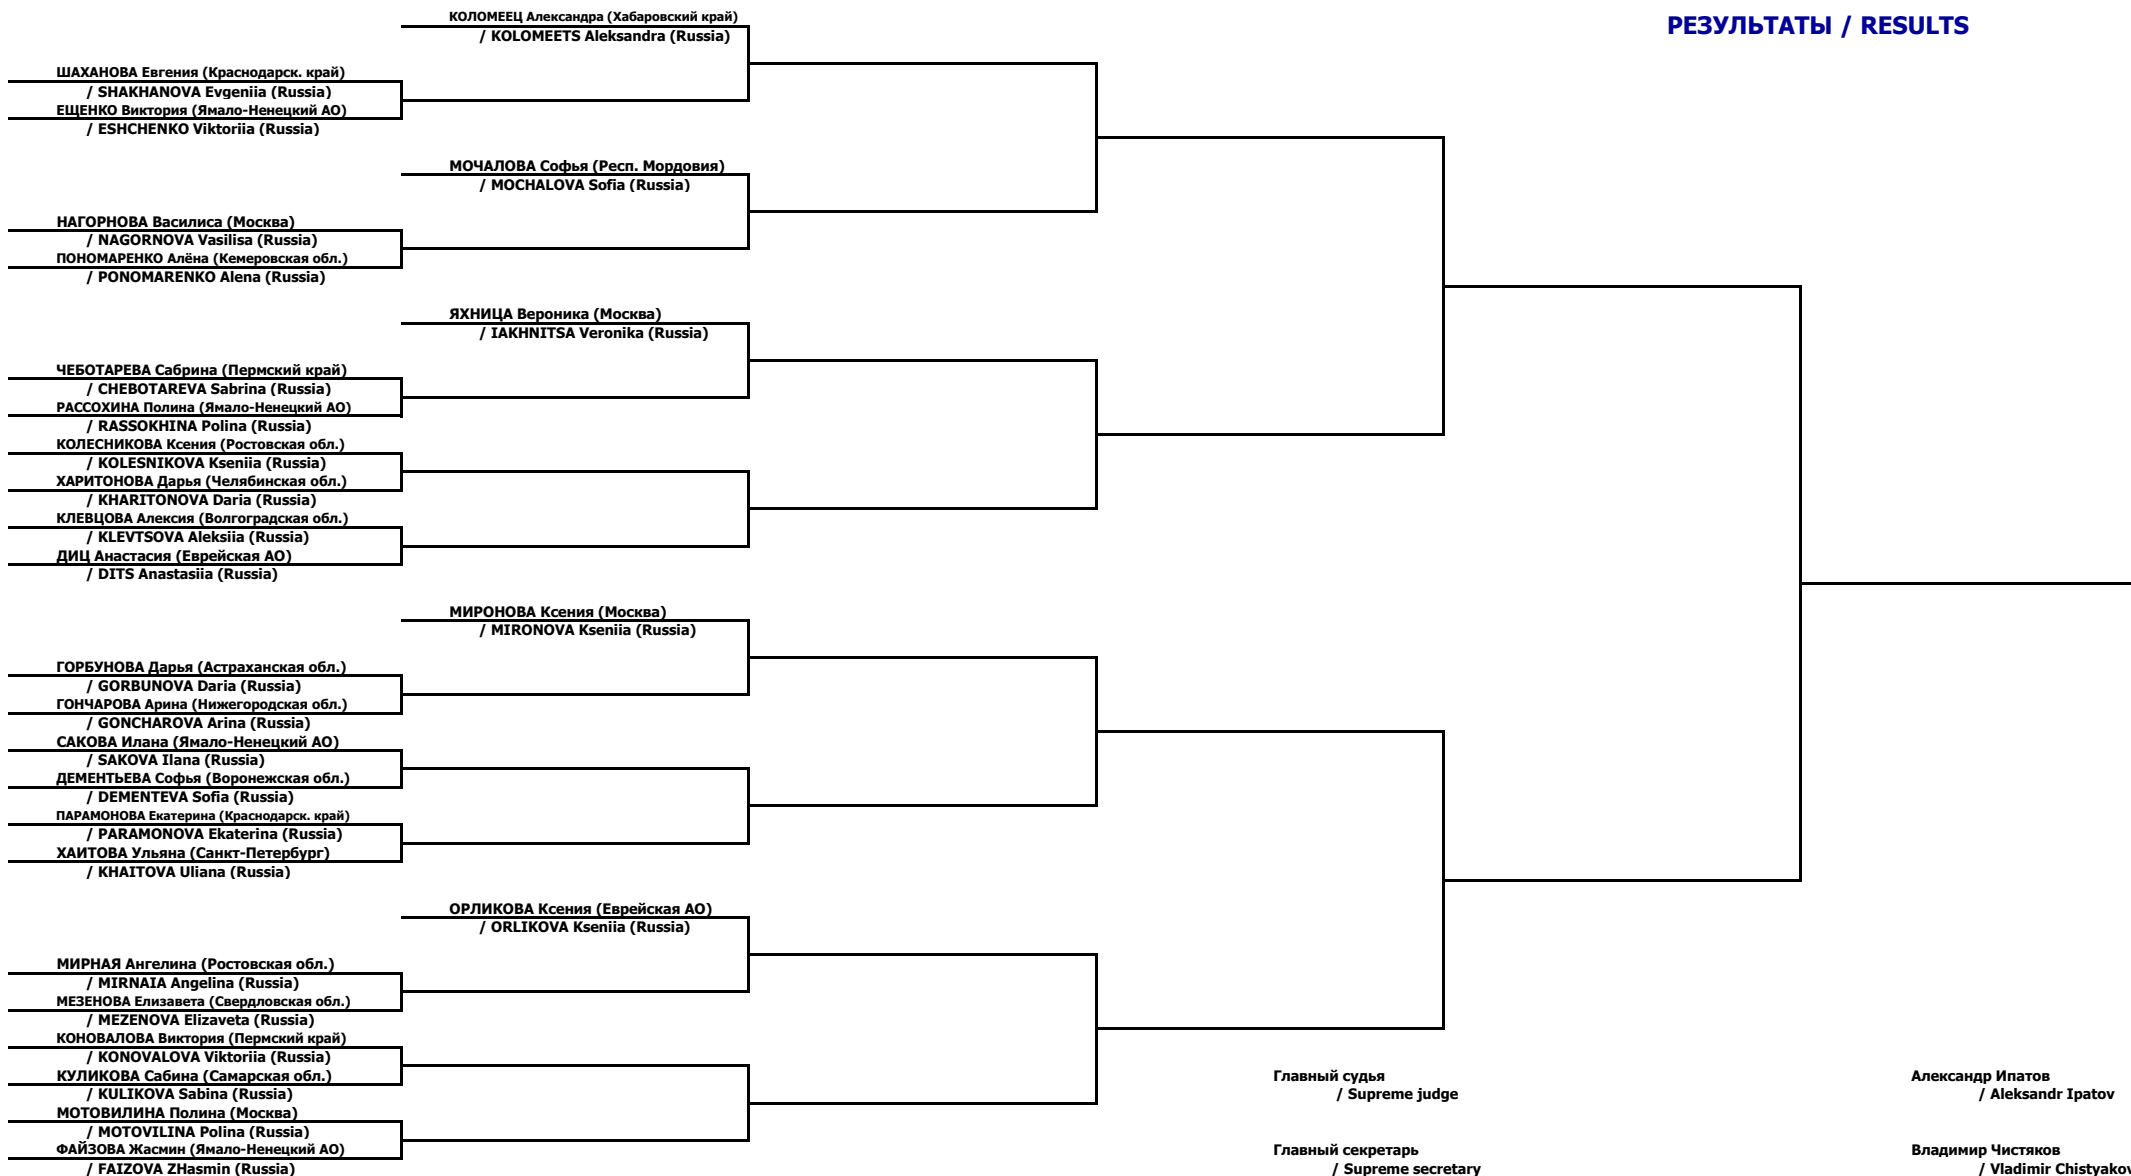 РЕЗУЛЬТАТЫ / RESULTS
КОЛОМЕЕЦ Александра (Хабаровский край)
/ KOLOMEETS Aleksandra (Russia)
ШАХАНОВА Евгения (Краснодарск. край)
/ SHAKHANOVA Evgeniia (Russia)
ЕЩЕНКО Виктория (Ямало-Ненецкий АО)
/ ESHCHENKO Viktoriia (Russia)
МОЧАЛОВА Софья (Респ. Мордовия)
/ MOCHALOVA Sofia (Russia)
НАГОРНОВА Василиса (Москва)
/ NAGORNOVA Vasilisa (Russia)
ПОНОМАРЕНКО Алёна (Кемеровская обл.)
/ PONOMARENKO Alena (Russia)
ЯХНИЦА Вероника (Москва)
/ IAKHNITSA Veronika (Russia)
ЧЕБОТАРЕВА Сабрина (Пермский край)
/ CHEBOTAREVA Sabrina (Russia)
РАССОХИНА Полина (Ямало-Ненецкий АО)
/ RASSOKHINA Polina (Russia)
КОЛЕСНИКОВА Ксения (Ростовская обл.)
/ KOLESNIKOVA Kseniia (Russia)
ХАРИТОНОВА Дарья (Челябинская обл.)
/ KHARITONOVA Daria (Russia)
КЛЕВЦОВА Алексия (Волгоградская обл.)
/ KLEVTSOVA Aleksiia (Russia)
ДИЦ Анастасия (Еврейская АО)
/ DITS Anastasiia (Russia)
МИРОНОВА Ксения (Москва)
/ MIRONOVA Kseniia (Russia)
ГОРБУНОВА Дарья (Астраханская обл.)
/ GORBUNOVA Daria (Russia)
ГОНЧАРОВА Арина (Нижегородская обл.)
/ GONCHAROVA Arina (Russia)
САКОВА Илана (Ямало-Ненецкий АО)
/ SAKOVA Ilana (Russia)
ДЕМЕНТЬЕВА Софья (Воронежская обл.)
/ DEMENTEVA Sofia (Russia)
ПАРАМОНОВА Екатерина (Краснодарск. край)
/ PARAMONOVA Ekaterina (Russia)
ХАИТОВА Ульяна (Санкт-Петербург)
/ KHAITOVA Uliana (Russia)
ОРЛИКОВА Ксения (Еврейская АО)
/ ORLIKOVA Kseniia (Russia)
МИРНАЯ Ангелина (Ростовская обл.)
/ MIRNAIA Angelina (Russia)
МЕЗЕНОВА Елизавета (Свердловская обл.)
/ MEZENOVA Elizaveta (Russia)
КОНОВАЛОВА Виктория (Пермский край)
/ KONOVALOVA Viktoriia (Russia)
КУЛИКОВА Сабина (Самарская обл.)
/ KULIKOVA Sabina (Russia)
МОТОВИЛИНА Полина (Москва)
/ MOTOVILINA Polina (Russia)
ФАЙЗОВА Жасмин (Ямало-Ненецкий АО)
/ FAIZOVA ZHasmin (Russia)
Главный судья
/ Supreme judge
Александр Ипатов
/ Aleksandr Ipatov
Главный секретарь
/ Supreme secretary
Владимир Чистяков
/ Vladimir Chistyakov